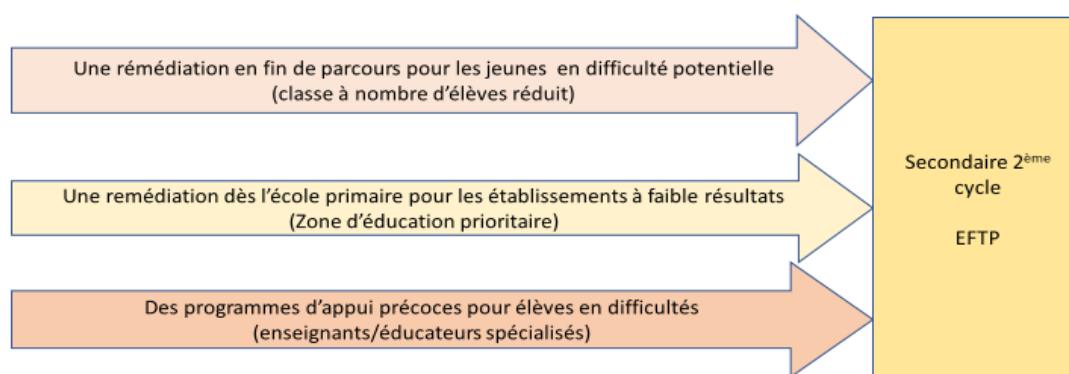 Une rémédiation en fin de parcours pour les jeunes en difficulté potentielle
(classe à nombre d'élèves réduit)
Une remédiation dès l'école primaire pour les établissements à faible résultats
(Zone d'éducation prioritaire)
Des programmes d'appui précoces pour élèves en difficultés
(enseignants/éducateurs spécialisés)
Secondaire 2ème
cycle
EFTP